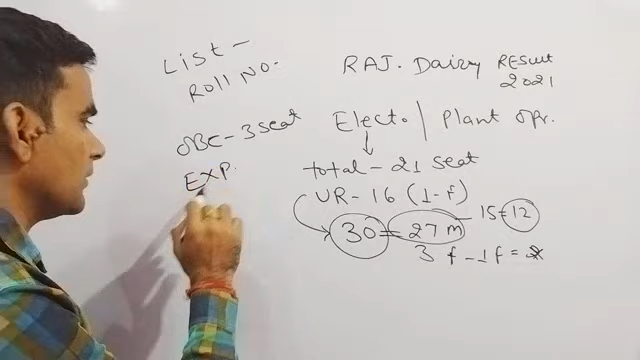 List -
Roll No.
OBC - 3 seat
EXP.
RAJ. Dairy RESULT 2021
Electo. / Plant opr.
total - 21 seat
UR - 16 (1-f)
30 = 27 m - 15 = 12
3 f - 1 f =